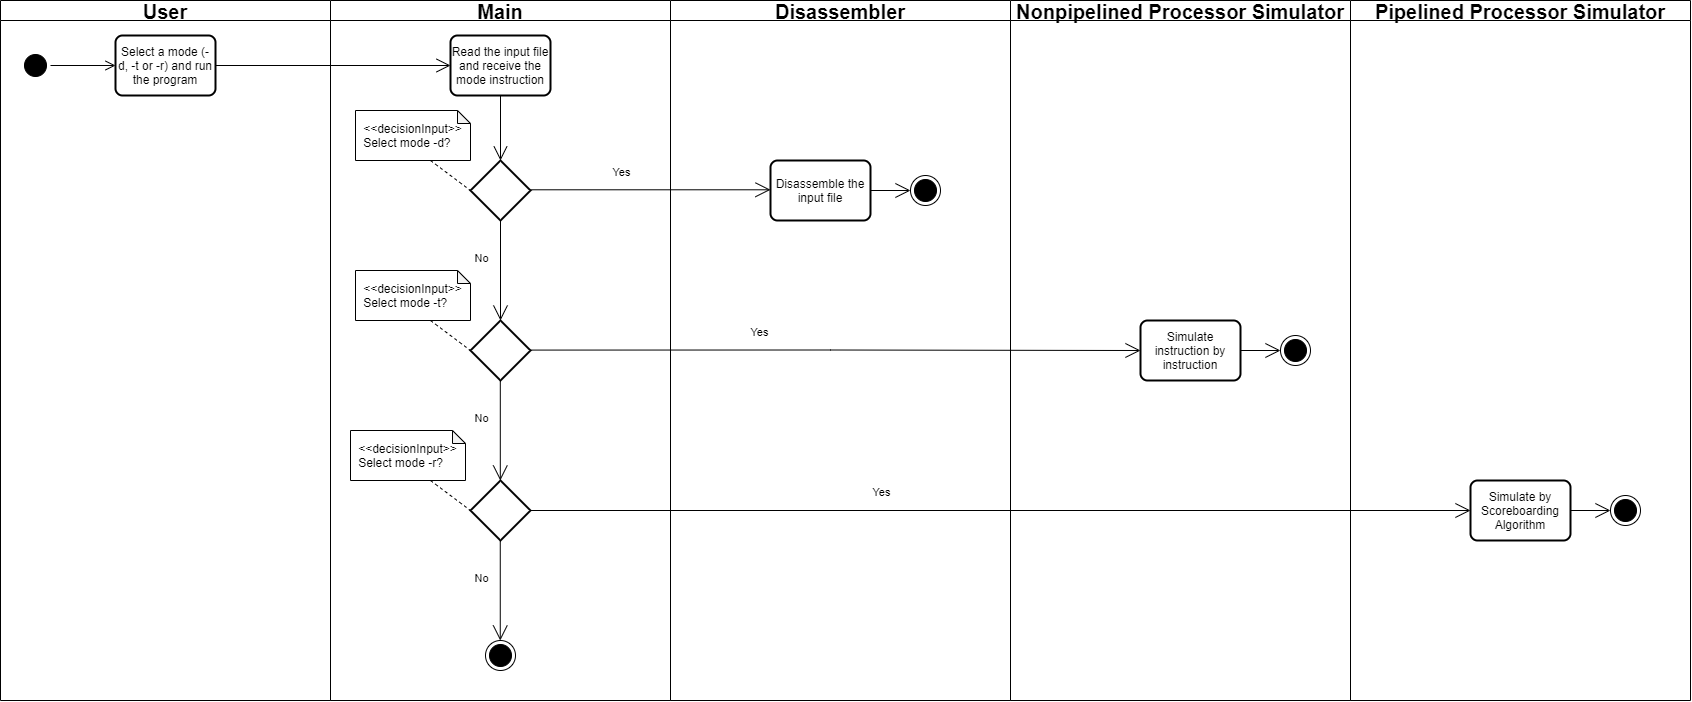 User
Main
Disassembler
Nonpipelined Processor Simulator
Pipelined Processor Simulator
Select a mode (-
d, -t or -r) and run
the program
Read the input file
and receive the
mode instruction
<<decisionInput>>
Select mode -d?
Yes
Disassemble the
input file
No
<<decisionInput>>
Select mode -t?
Yes
Simulate
instruction by
instruction
No
<<decisionInput>>
Select mode -r?
Yes
Simulate by
Scoreboarding
Algorithm
No